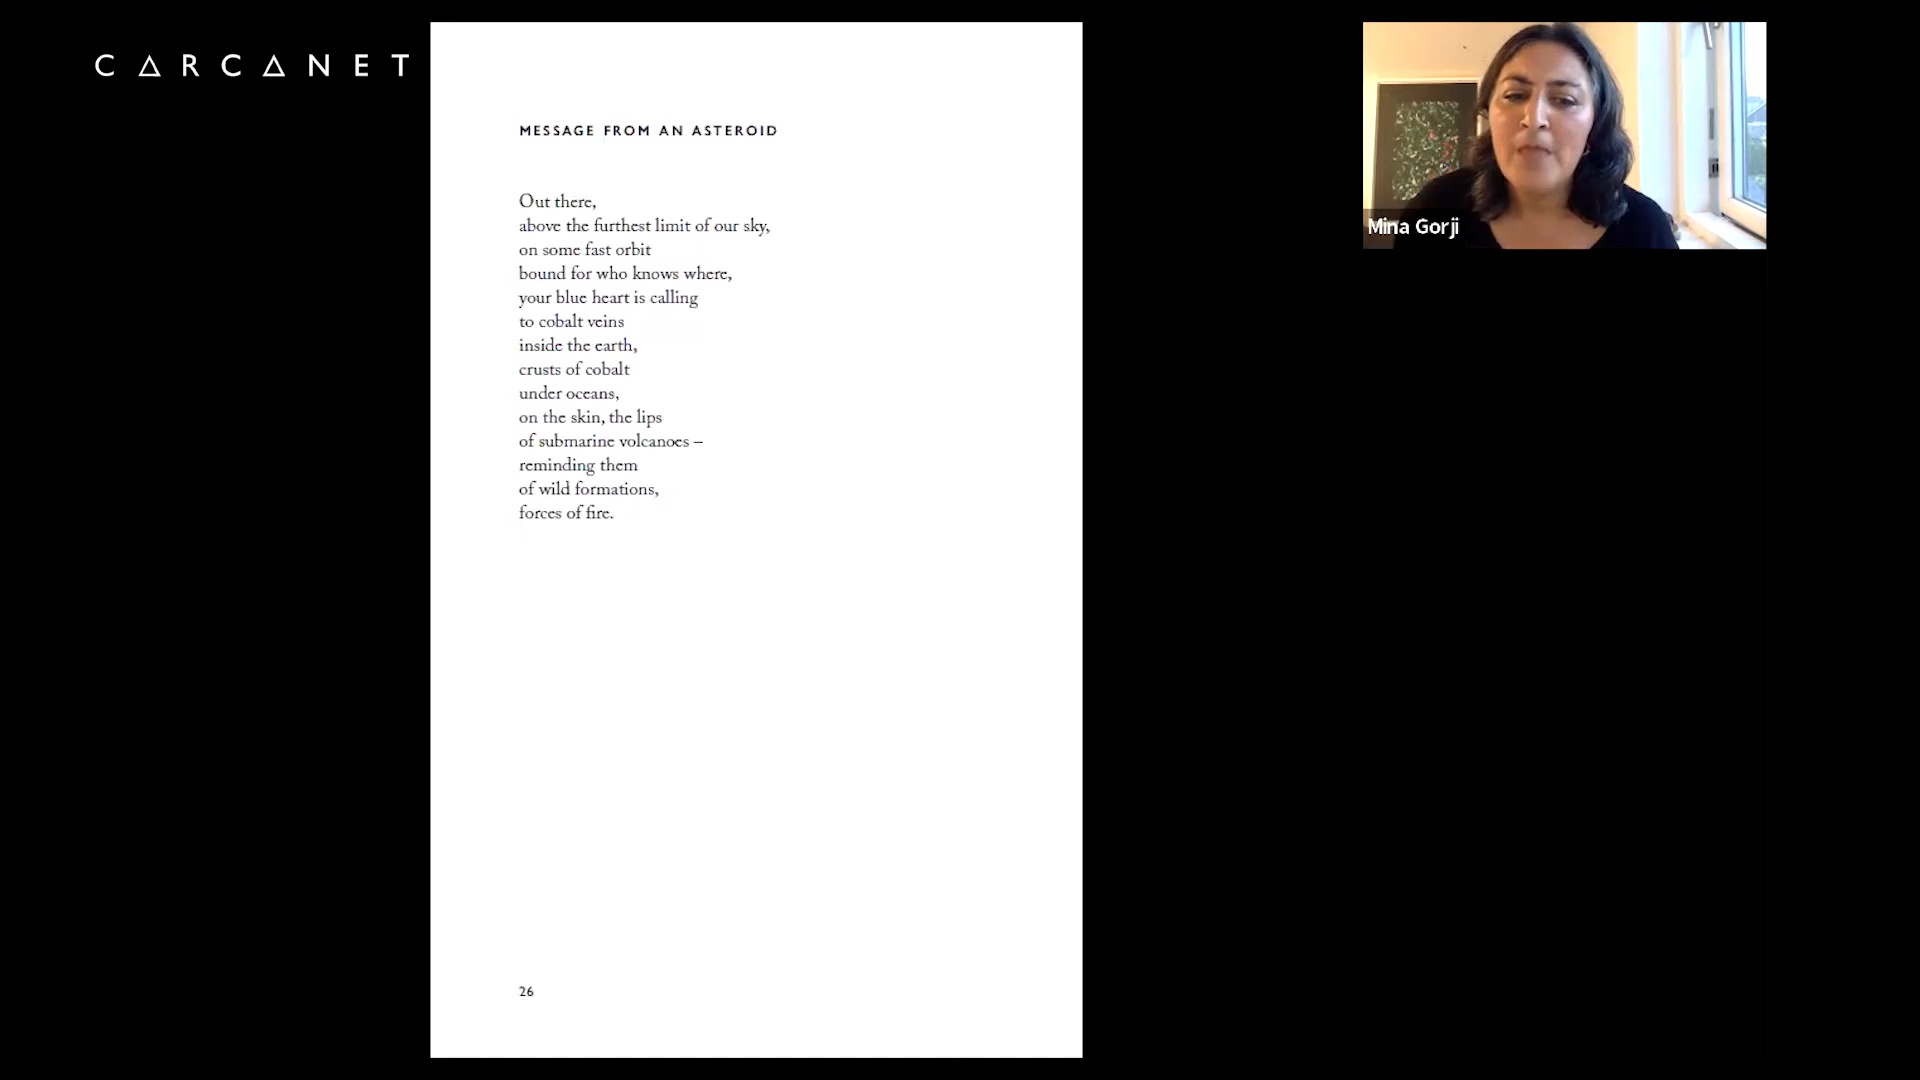 CARCANET
MESSAGE FROM AN ASTEROID
Out there,
above the furthest limit of our sky,
on some fast orbit
bound for who knows where,
your blue heart is calling
to cobalt veins
inside the earth,
crusts of cobalt
under oceans,
on the skin, the lips
of submarine volcanoes –
reminding them
of wild formations,
forces of fire.
26
Mina Gorji